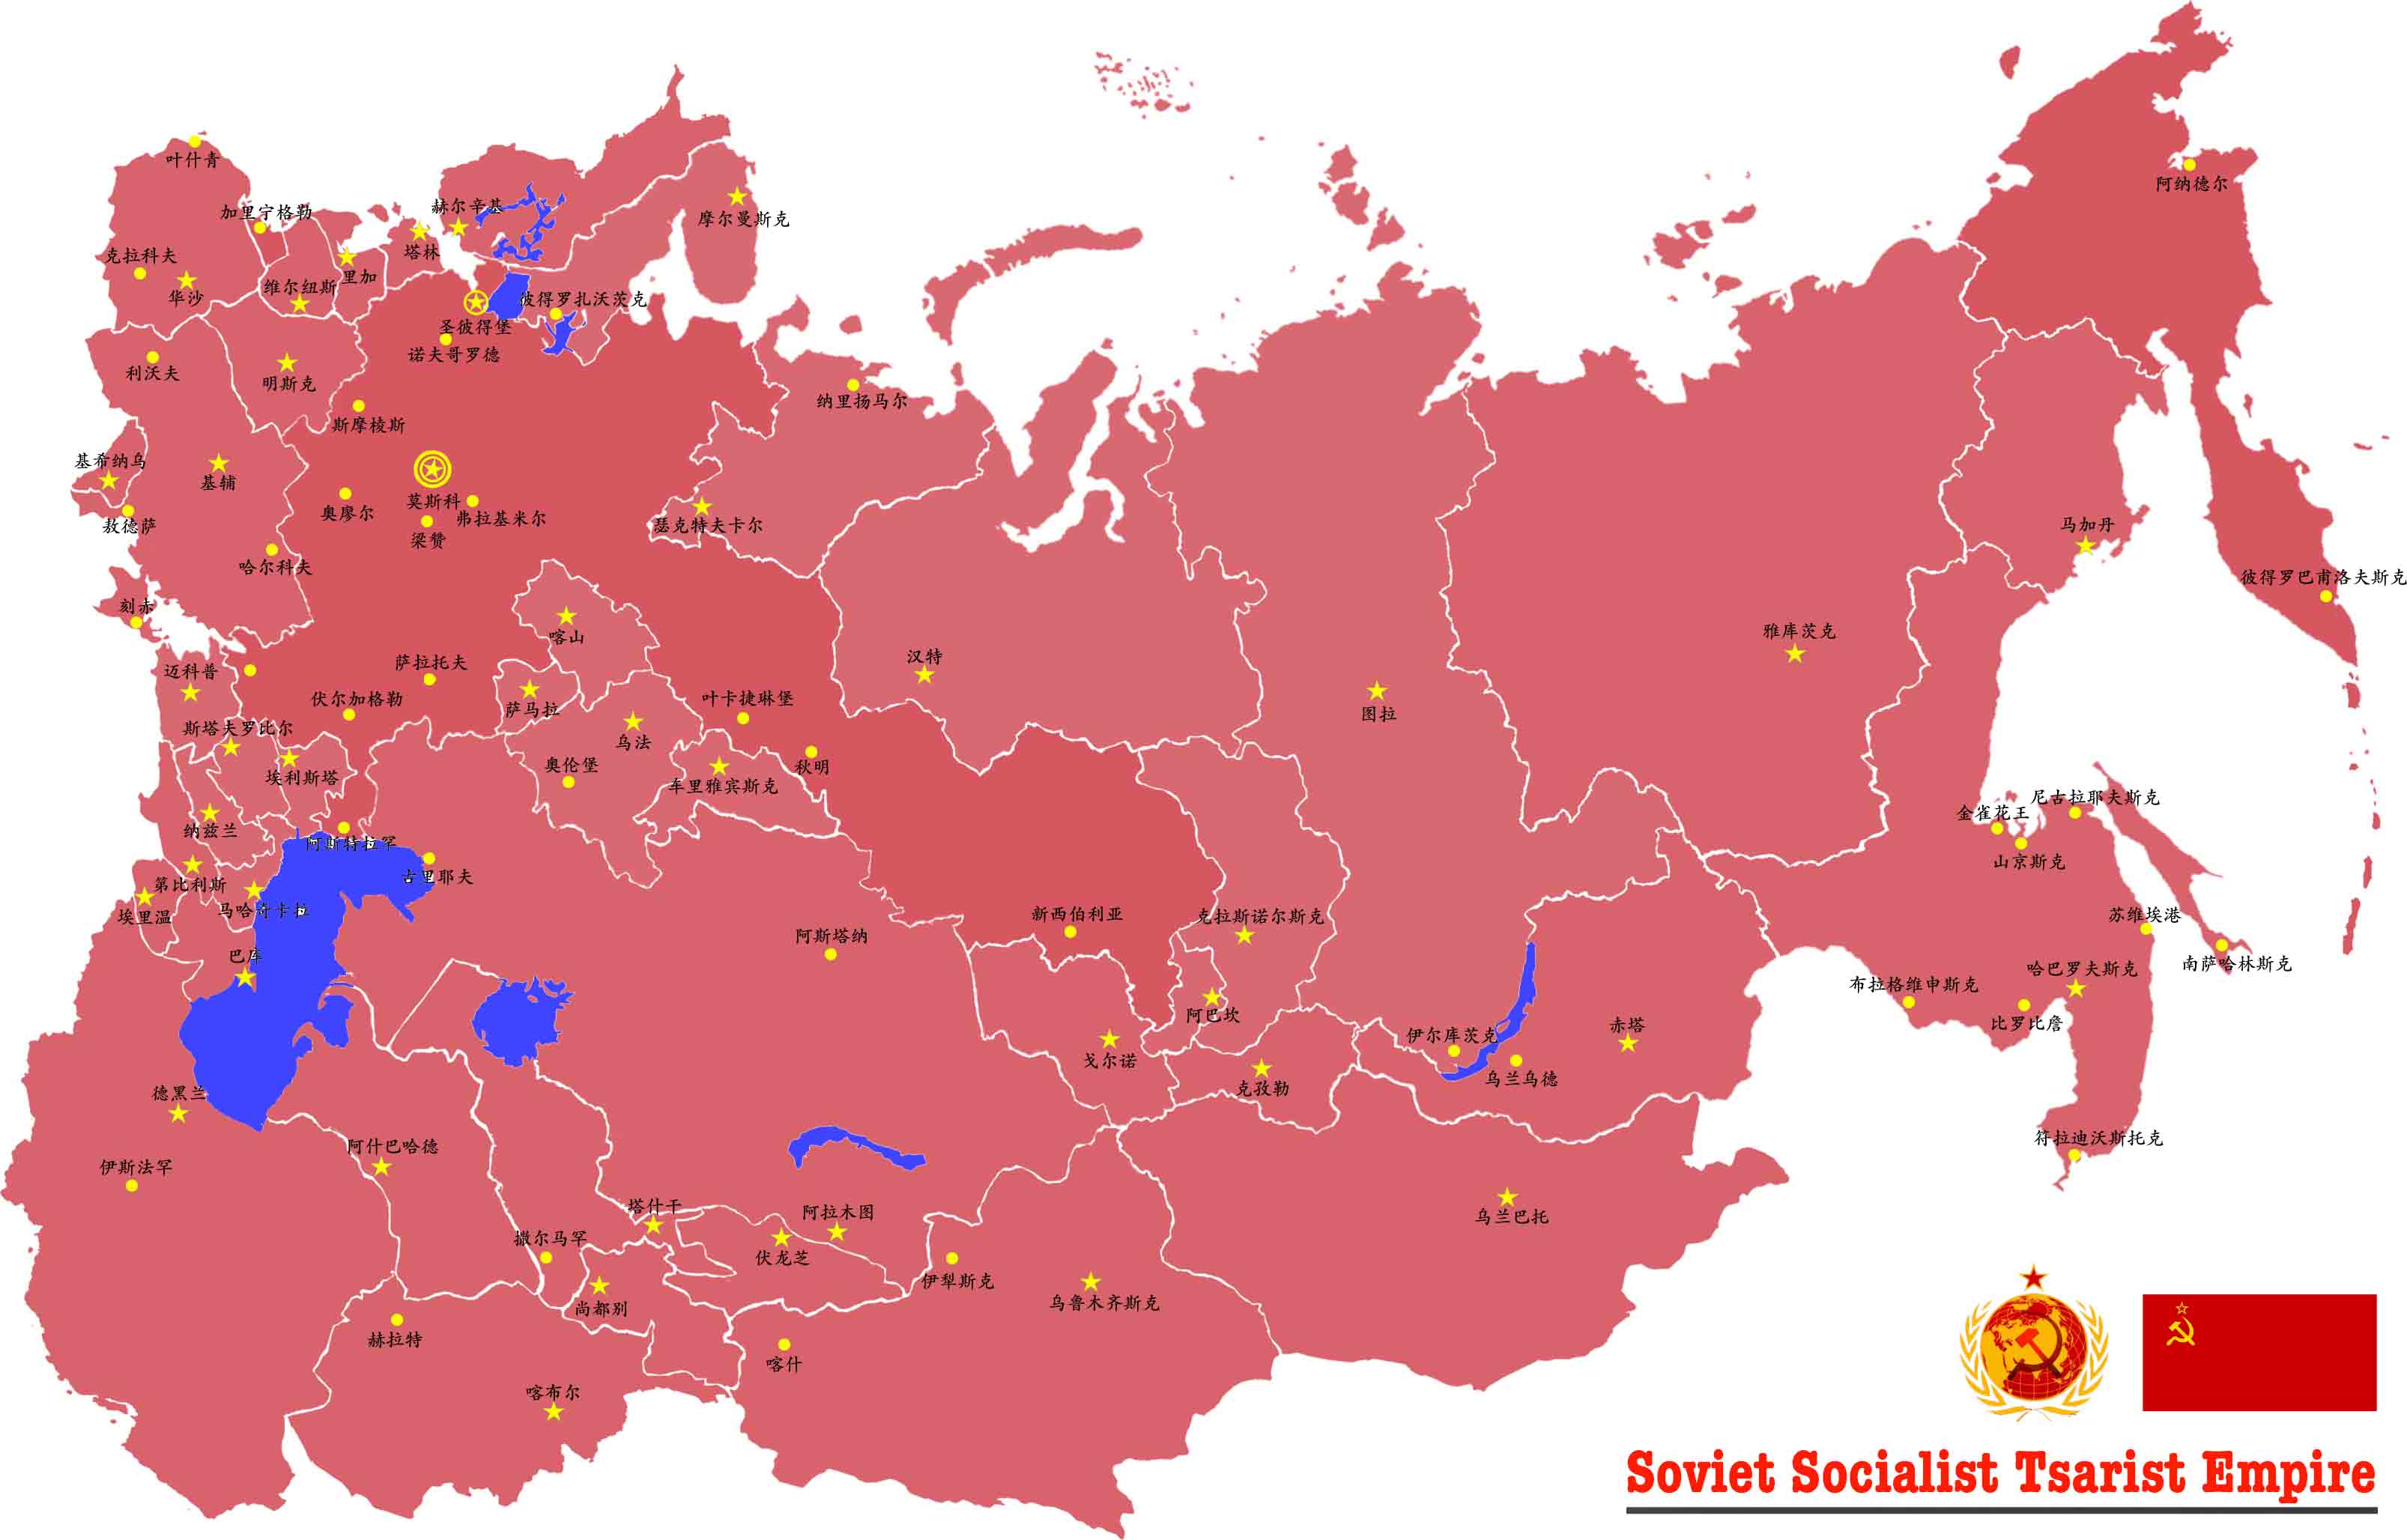 叶什青
阿纳德尔
加里宁格勒
赫尔辛基
摩尔曼斯克
塔林
克拉科夫
里加
维尔纽斯
华沙
彼得罗扎沃茨克
圣彼得堡
诺夫哥罗德
利沃夫
明斯克
纳里扬马尔
斯摩棱斯
基希纳乌
基辅
莫斯科
奥廖尔
弗拉基米尔
敖德萨
瑟克特夫卡尔
马加丹
梁赞
哈尔科夫
彼得罗巴甫洛夫斯克
刻赤
喀山
雅库茨克
汉特
萨拉托夫
迈科普
伏尔加格勒
叶卡捷琳堡
萨马拉
图拉
斯塔夫罗比尔
乌法
奥伦堡
秋明
埃利斯塔
车里雅宾斯克
尼古拉耶夫斯克
金雀花王
纳兹兰
阿斯特拉罕
山京斯克
古里耶夫
第比利斯
马哈奇卡拉
埃里温
新西伯利亚
克拉斯诺尔斯克
苏维埃港
阿斯塔纳
巴库
南萨哈林斯克
哈巴罗夫斯克
布拉格维申斯克
阿巴坎
比罗比詹
赤塔
伊尔库茨克
戈尔诺
乌兰乌德
克孜勒
德黑兰
符拉迪沃斯托克
阿什巴哈德
伊斯法罕
塔什干
阿拉木图
乌兰巴托
撒尔马罕
伏龙芝
伊犁斯克
乌鲁木齐斯克
尚都别
赫拉特
喀什
喀布尔
Soviet Socialist Tsarist Empire